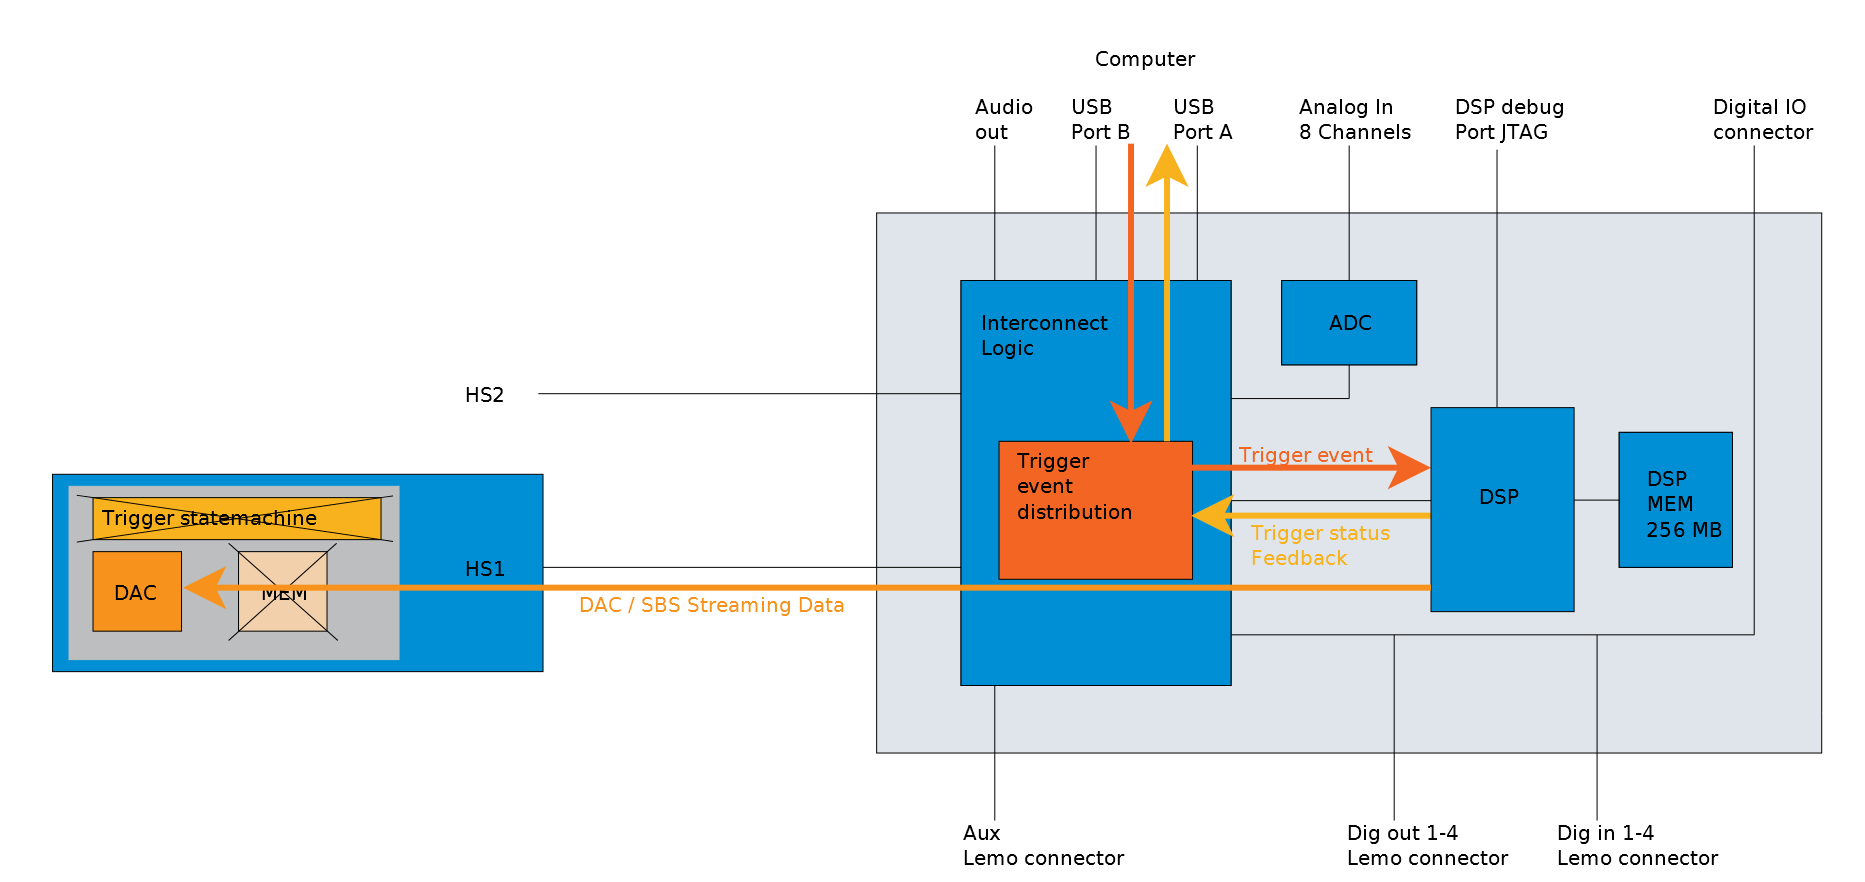 Computer
Audio
out
USB
Port B
USB
Port A
Analog In
8 Channels
DSP debug
Port JTAG
Digital IO
connector
Interconnect
Logic
ADC
HS2
Trigger
event
distribution
Trigger event
DSP
DSP
MEM
256 MB
Trigger status
Feedback
Trigger statemachine
DAC
MEM
HS1
DAC / SBS Streaming Data
Aux
Lemo connector
Dig out 1-4
Lemo connector
Dig in 1-4
Lemo connector